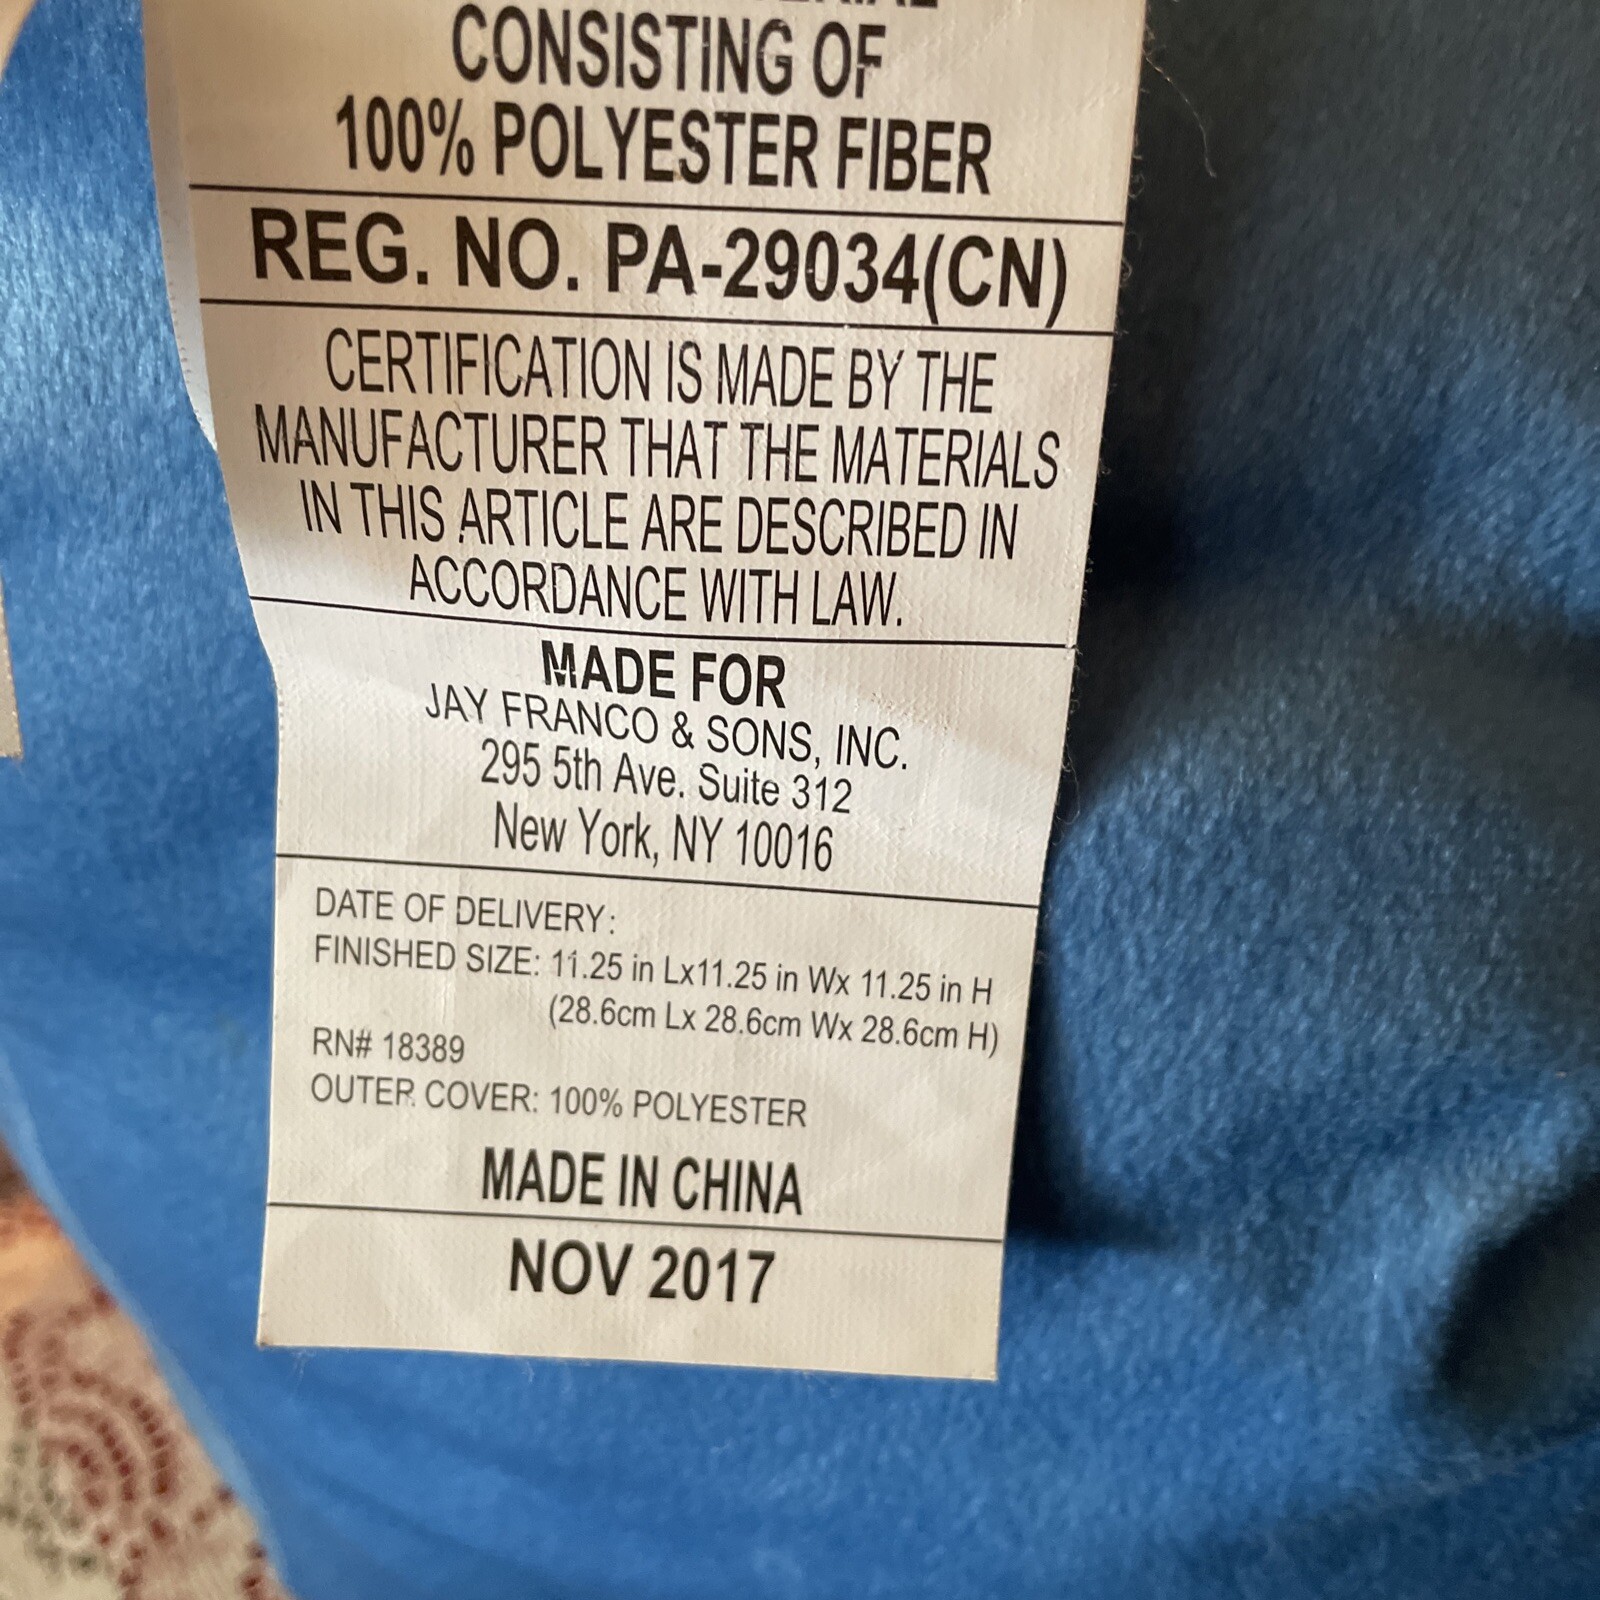 CONSISTING OF
100% POLYESTER FIBER
REG. NO. PA-29034(CN)
CERTIFICATION IS MADE BY THE
MANUFACTURER THAT THE MATERIALS
IN THIS ARTICLE ARE DESCRIBED IN
ACCORDANCE WITH LAW.
MADE FOR
JAY FRANCO & SONS, INC.
295 5th Ave. Suite 312
New York, NY 10016
DATE OF DELIVERY:
FINISHED SIZE: 11.25 in Lx11.25 in Wx 11.25 in H
(28.6cm Lx 28.6cm Wx 28.6cm H)
RN# 18389
OUTER COVER: 100% POLYESTER
MADE IN CHINA
NOV 2017